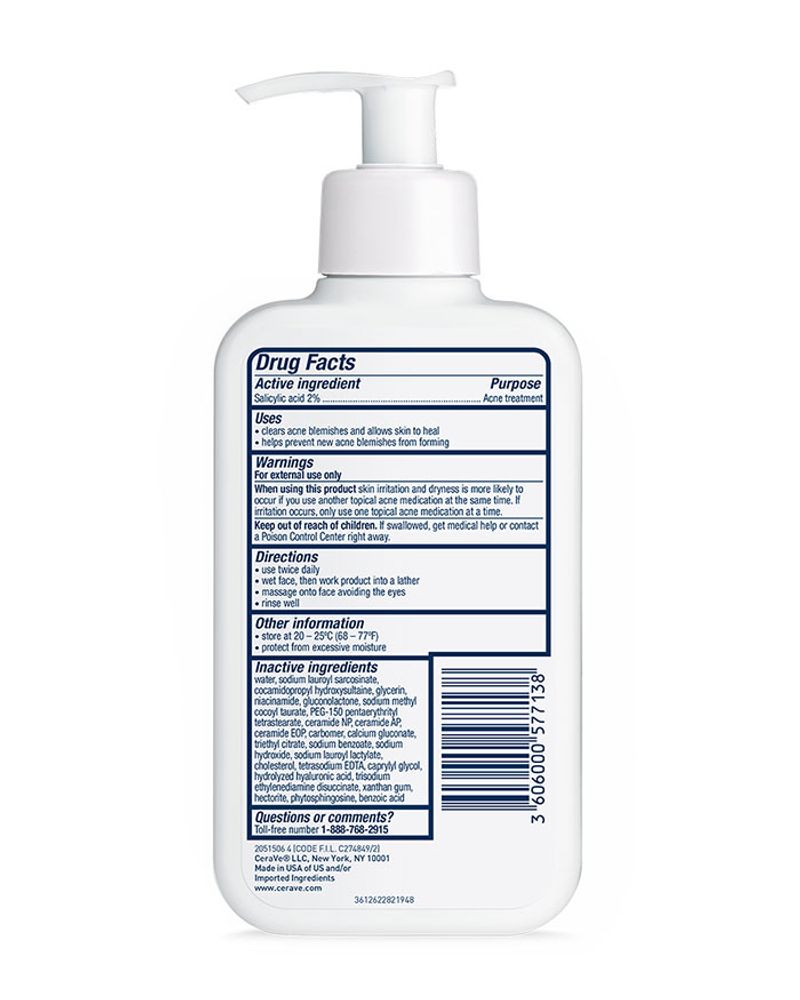 Drug Facts
Active ingredient Purpose
Salicylic acid 2% ........................................................ Acne treatment
Uses
• clears acne blemishes and allows skin to heal
• helps prevent new acne blemishes from forming
Warnings
For external use only
When using this product skin irritation and dryness is more likely to
occur if you use another topical acne medication at the same time. If
irritation occurs, only use one topical acne medication at a time.
Keep out of reach of children. If swallowed, get medical help or contact
a Poison Control Center right away.
Directions
• use twice daily
• wet face, then work product into a lather
• massage onto face avoiding the eyes
• rinse well
Other information
• store at 20 – 25°C (68 – 77°F)
• protect from excessive moisture
Inactive ingredients
water, sodium lauroyl sarcosinate,
cocamidopropyl hydroxysultaine, glycerin,
niacinamide, gluconolactone, sodium methyl
cocoyl taurate, PEG-150 pentaerythrityl
tetrastearate, ceramide NP, ceramide AP,
ceramide EOP, carbomer, calcium gluconate,
triethyl citrate, sodium benzoate, sodium
hydroxide, sodium lauroyl lactylate,
cholesterol, tetrasodium EDTA, caprylyl glycol,
hydrolyzed hyaluronic acid, trisodium
ethylenediamine disuccinate, xanthan gum,
hectorite, phytosphingosine, benzoic acid
Questions or comments?
Toll-free number 1-888-768-2915
3 606000 577138
2051506 4 (CODE F.I.L. C274849/2)
CeraVe® LLC, New York, NY 10001
Made in USA of US and/or
Imported Ingredients
www.cerave.com
3612622821948